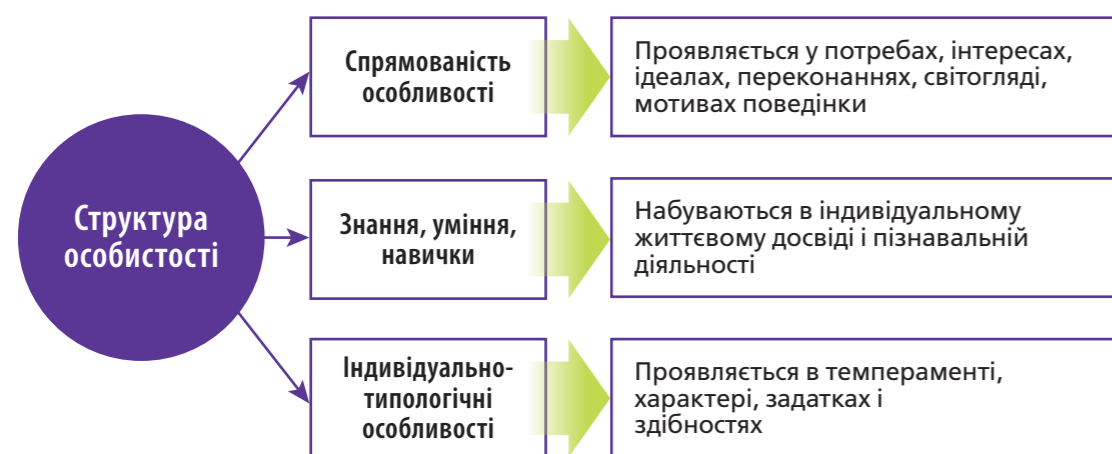 Структура
особистості
Спрямованість
особливості
Проявляється у потребах, інтересах,
ідеалах, переконаннях, світогляді,
мотивах поведінки
Знання, уміння,
навички
Набуваються в індивідуальному
життєвому досвіді і пізнавальній
діяльності
Індивідуально-
типологічні
особливості
Проявляється в темпераменті,
характері, задатках і
здібностях